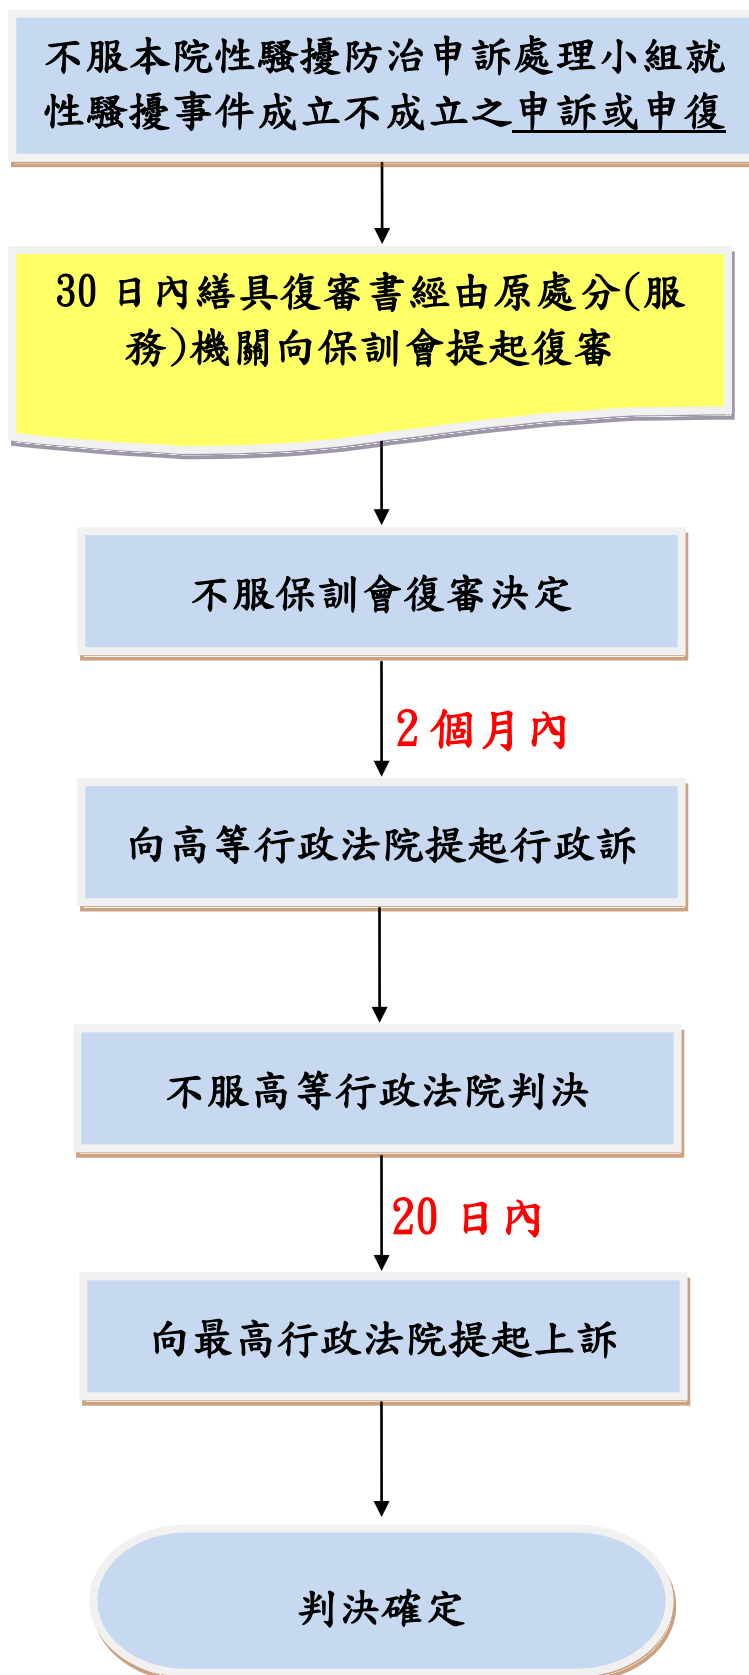 不服本院性騷擾防治申訴處理小組就
性騷擾事件成立不成立之申訴或申復
30 日內繕具復審書經由原處分(服
務)機關向保訓會提起復審
不服保訓會復審決定
2 個月內
向高等行政法院提起行政訴
不服高等行政法院判決
20 日內
向最高行政法院提起上訴
判決確定